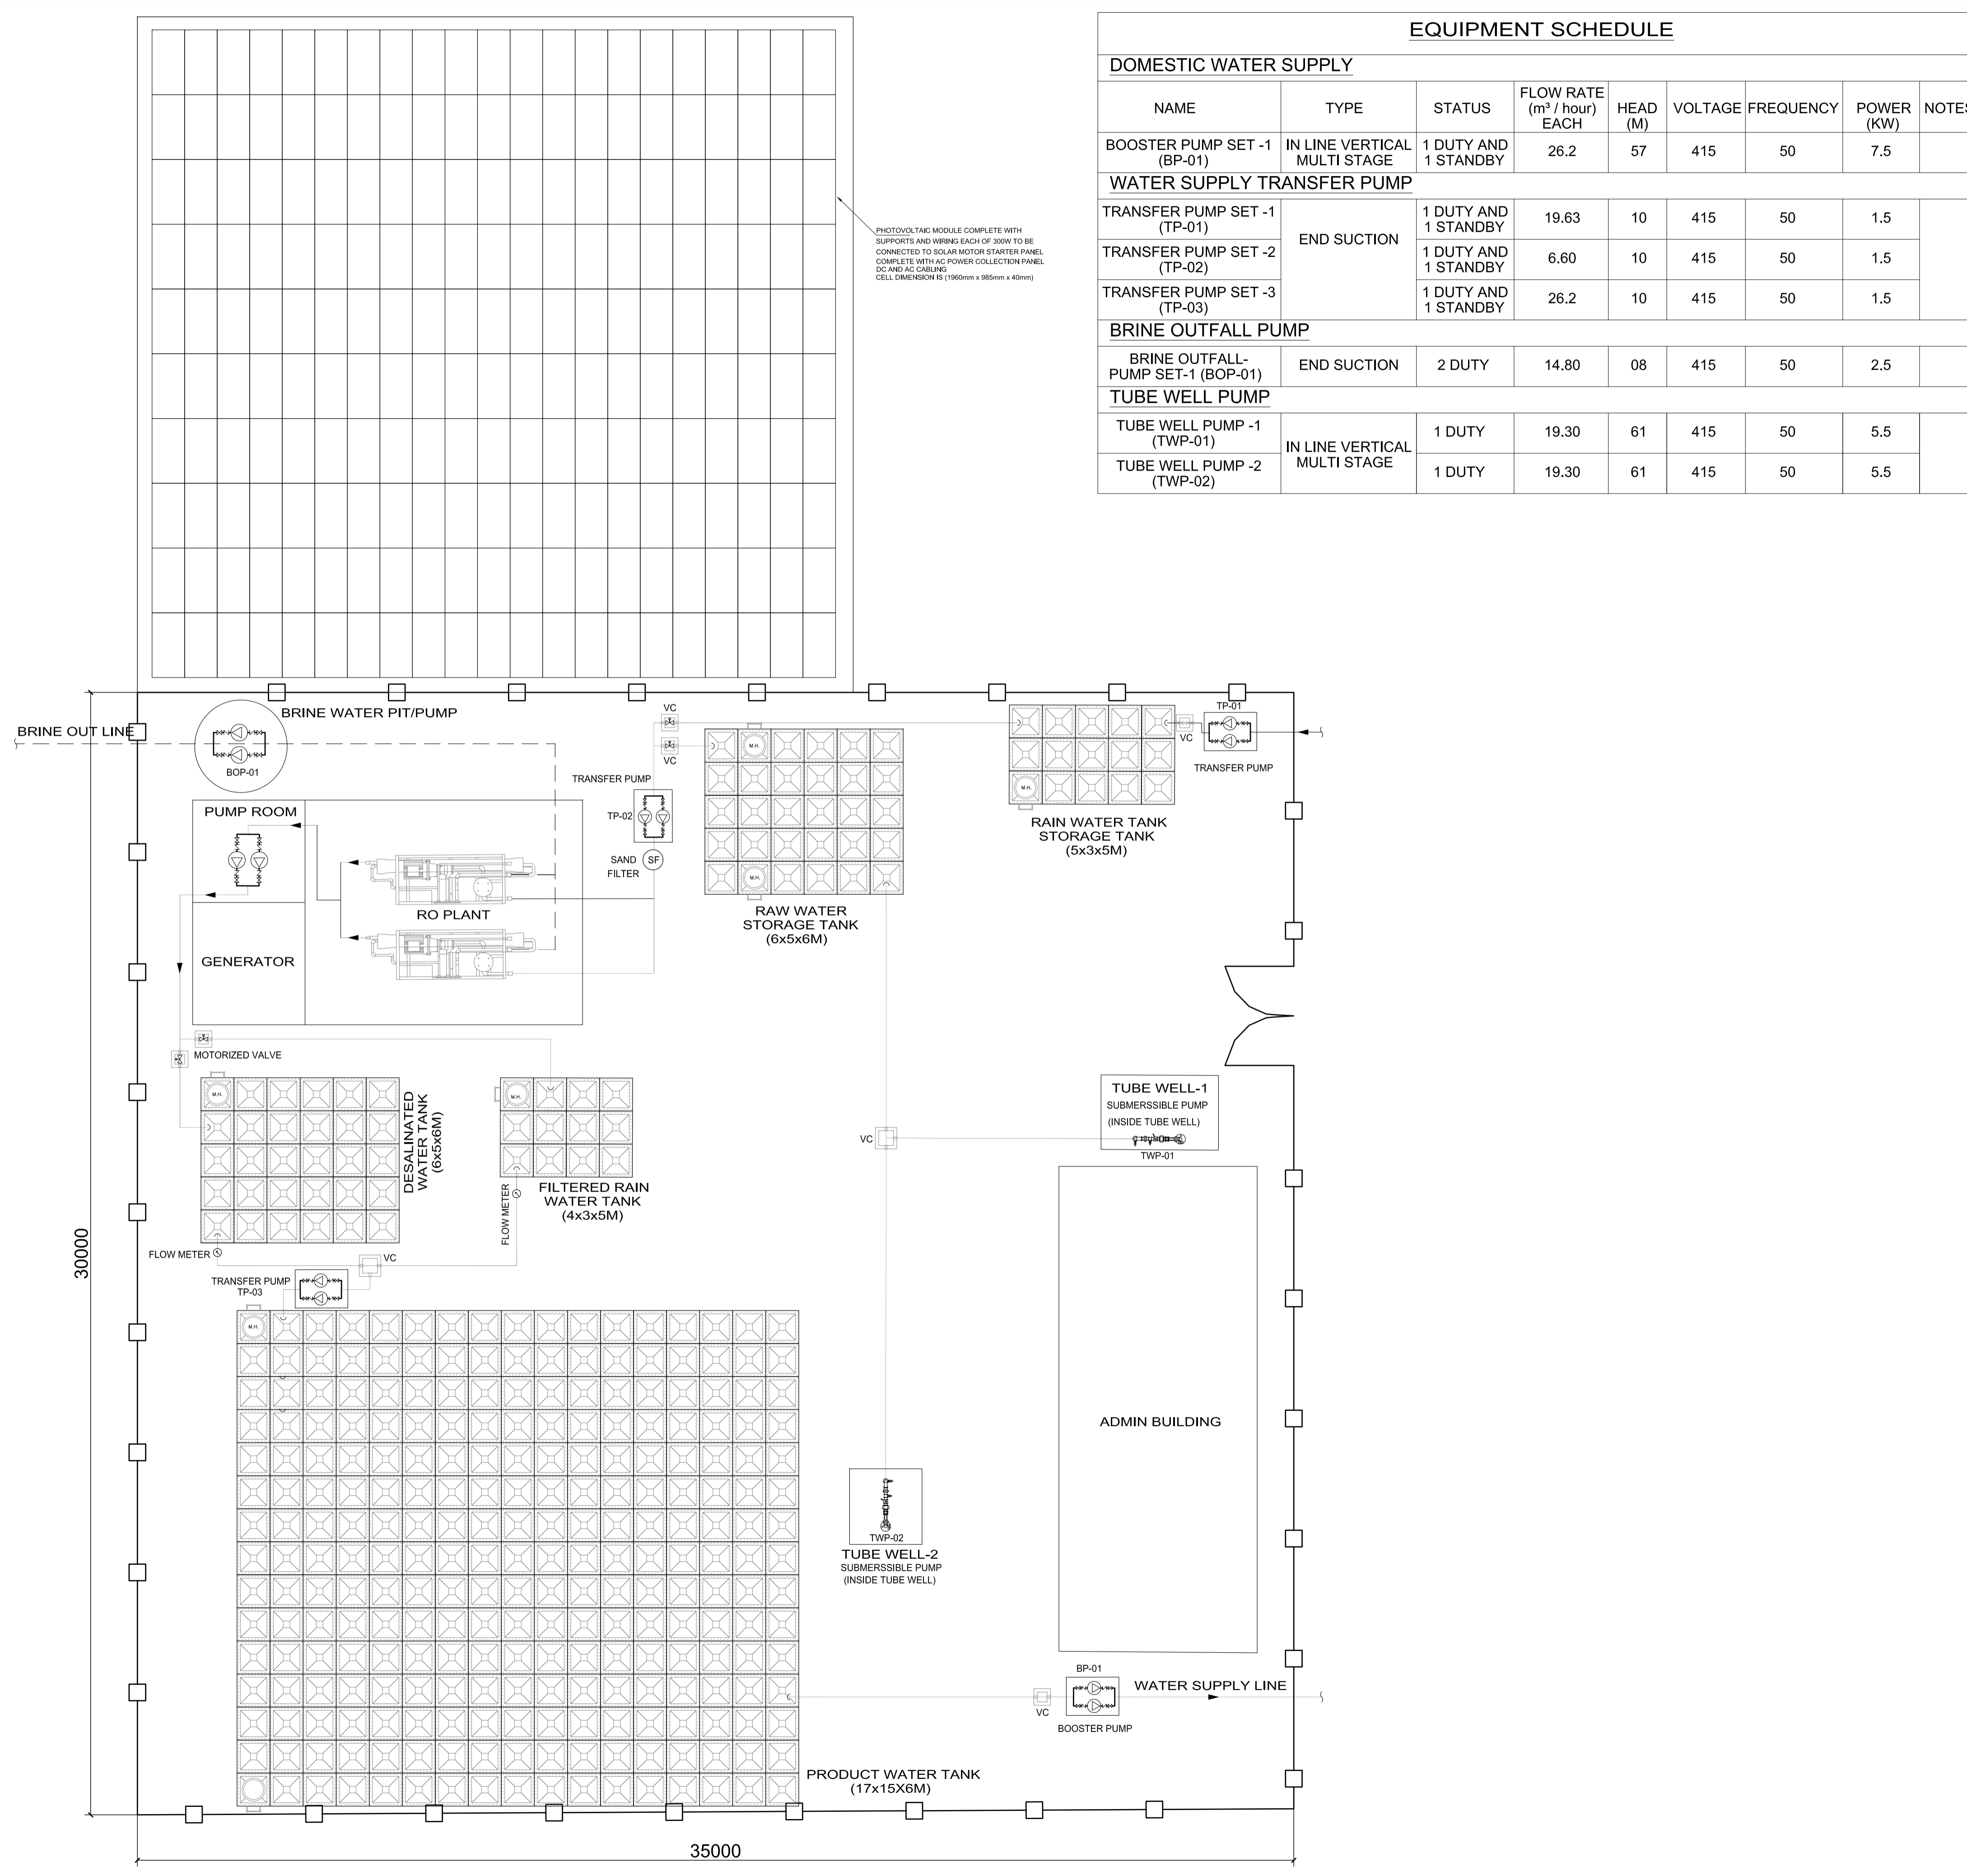 EQUIPMENT SCHEDULE
DOMESTIC WATER SUPPLY
NAME TYPE STATUS FLOW RATE (m³ / hour) EACH HEAD (M) VOLTAGE FREQUENCY POWER (KW) NOTES
BOOSTER PUMP SET -1 (BP-01) IN LINE VERTICAL MULTI STAGE 1 DUTY AND 1 STANDBY 26.2 57 415 50 7.5
WATER SUPPLY TRANSFER PUMP
TRANSFER PUMP SET -1 (TP-01) END SUCTION 1 DUTY AND 1 STANDBY 19.63 10 415 50 1.5
TRANSFER PUMP SET -2 (TP-02) 1 DUTY AND 1 STANDBY 6.60 10 415 50 1.5
TRANSFER PUMP SET -3 (TP-03) 1 DUTY AND 1 STANDBY 26.2 10 415 50 1.5
BRINE OUTFALL PUMP
BRINE OUTFALL- PUMP SET-1 (BOP-01) END SUCTION 2 DUTY 14.80 08 415 50 2.5
TUBE WELL PUMP
TUBE WELL PUMP -1 (TWP-01) IN LINE VERTICAL MULTI STAGE 1 DUTY 19.30 61 415 50 5.5
TUBE WELL PUMP -2 (TWP-02) 1 DUTY 19.30 61 415 50 5.5
PHOTOVOLTAIC MODULE COMPLETE WITH
SUPPORTS AND WIRING EACH OF 300W TO BE
CONNECTED TO SOLAR MOTOR STARTER PANEL
COMPLETE WITH AC POWER COLLECTION PANEL
DC AND AC CABLING
CELL DIMENSION IS (1960mm x 985mm x 40mm)
BRINE OUT LINE
BRINE WATER PIT/PUMP
BOP-01
VC
VC
TRANSFER PUMP
TP-02
SAND
FILTER
SF
M.H.
M.H.
RAW WATER
STORAGE TANK
(6x5x6M)
M.H.
RAIN WATER TANK
STORAGE TANK
(5x3x5M)
VC
TP-01
TRANSFER PUMP
PUMP ROOM
GENERATOR
RO PLANT
MOTORIZED VALVE
M.H.
DESALINATED
WATER TANK
(6x5x6M)
M.H.
FILTERED RAIN
WATER TANK
(4x3x5M)
FLOW METER
FLOW METER
VC
TRANSFER PUMP
TP-03
VC
TUBE WELL-1
SUBMERSSIBLE PUMP
(INSIDE TUBE WELL)
TWP-01
ADMIN BUILDING
M.H.
TWP-02
TUBE WELL-2
SUBMERSSIBLE PUMP
(INSIDE TUBE WELL)
BP-01
VC
BOOSTER PUMP
WATER SUPPLY LINE
PRODUCT WATER TANK
(17x15X6M)
30000
35000